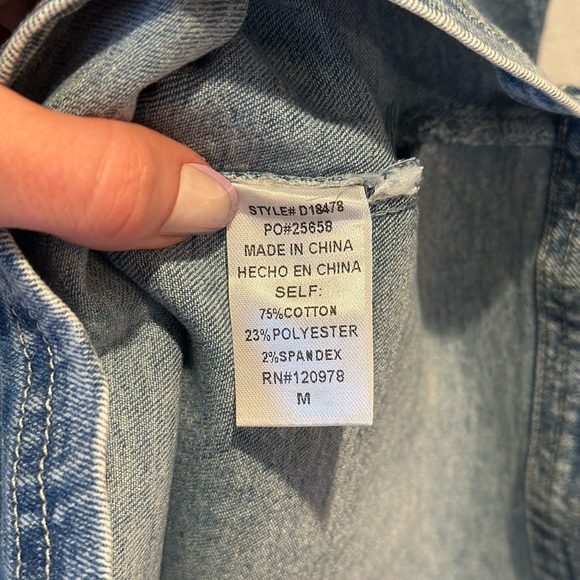 STYLE# D18478
PO#25658
MADE IN CHINA
HECHO EN CHINA
SELF:
75%COTTON
23%POLYESTER
2%SPANDEX
RN#120978
M